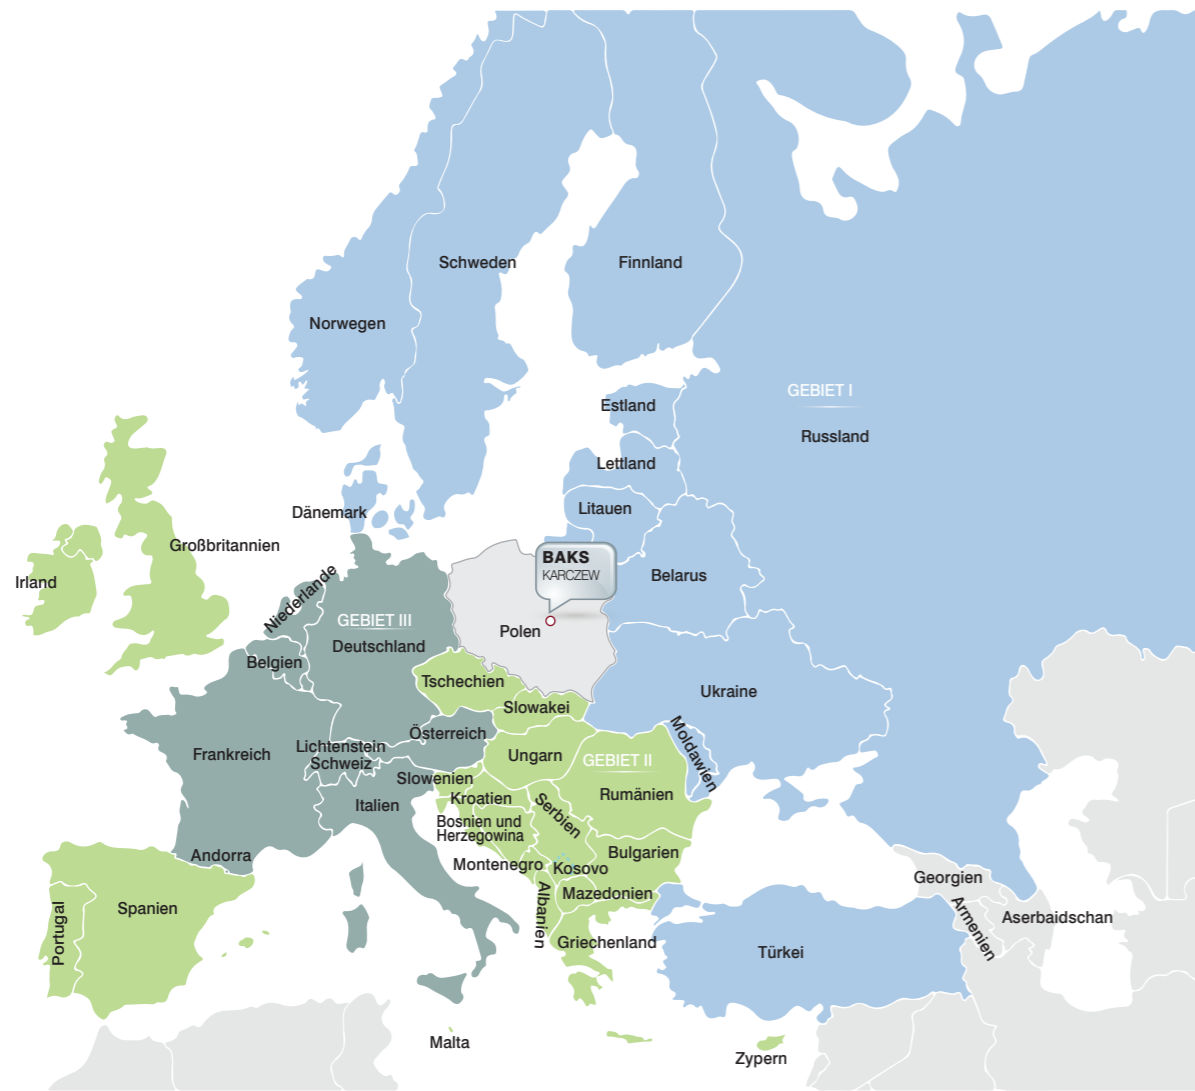 Schweden
Finnland
Norwegen
GEBIET I
Estland
Russland
Lettland
Litauen
Dänemark
Großbritannien
BAKS
KARCZEW
Irland
Belarus
Niederlande
GEBIET III
Polen
Deutschland
Belgien
Tschechien
Ukraine
Slowakei
Österreich
Moldawien
Frankreich
Lichtenstein
Schweiz
Ungarn
GEBIET II
Slowenien
Rumänien
Kroatien
Italien
Serbien
Bosnien und
Herzegowina
Andorra
Bulgarien
Montenegro
Kosovo
Georgien
Mazedonien
Albanien
Spanien
Portugal
Armenien
Aserbaidschan
Griechenland
Türkei
Malta
Zypern